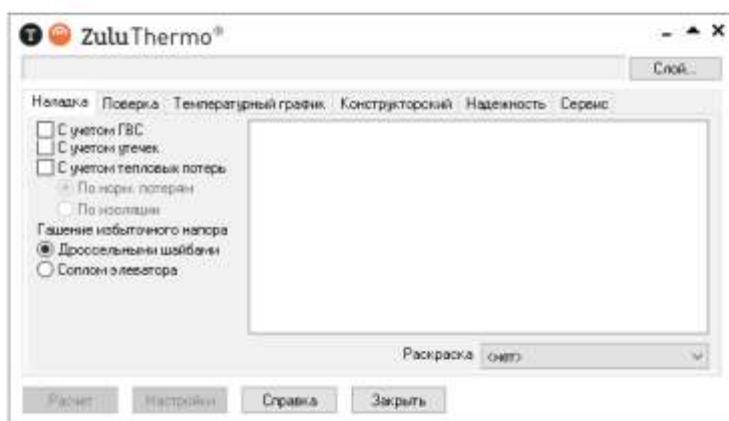 T ZuluThermo®
Слой...
Наладка Поверка Температурный график Конструкторский Надежность Сервис
С учетом ГВС
С учетом утечек
С учетом тепловых потерь
По норм. потерям
По изоляции
Гашение избыточного напора
Дроссельными шайбами
Соплом элеватора
Раскраска <нет>
Расчет Настройки Справка Закрыть